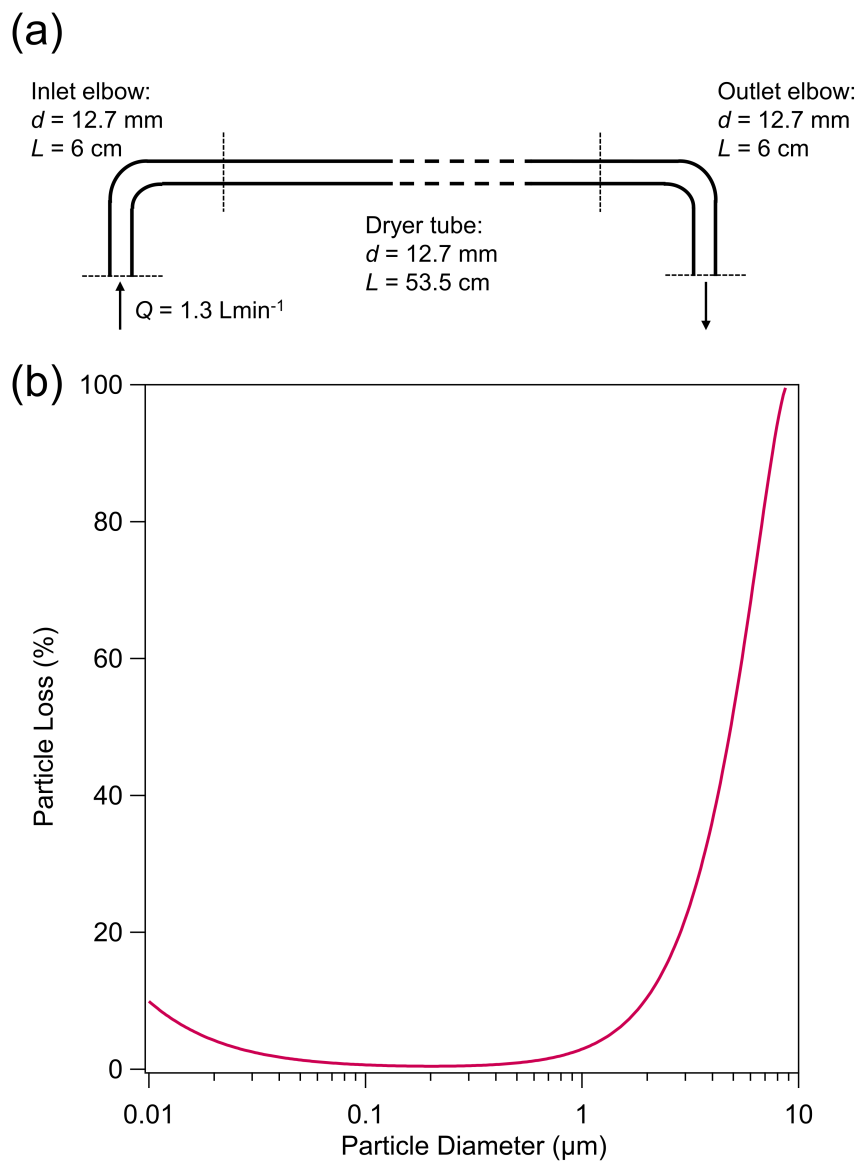 (a)
Inlet elbow:
d = 12.7 mm
L = 6 cm
Outlet elbow:
d = 12.7 mm
L = 6 cm
Dryer tube:
d = 12.7 mm
L = 53.5 cm
Q = 1.3 Lmin⁻¹
(b)
100
80
60
40
20
0
Particle Loss (%)
0.01
0.1
1
10
Particle Diameter (µm)